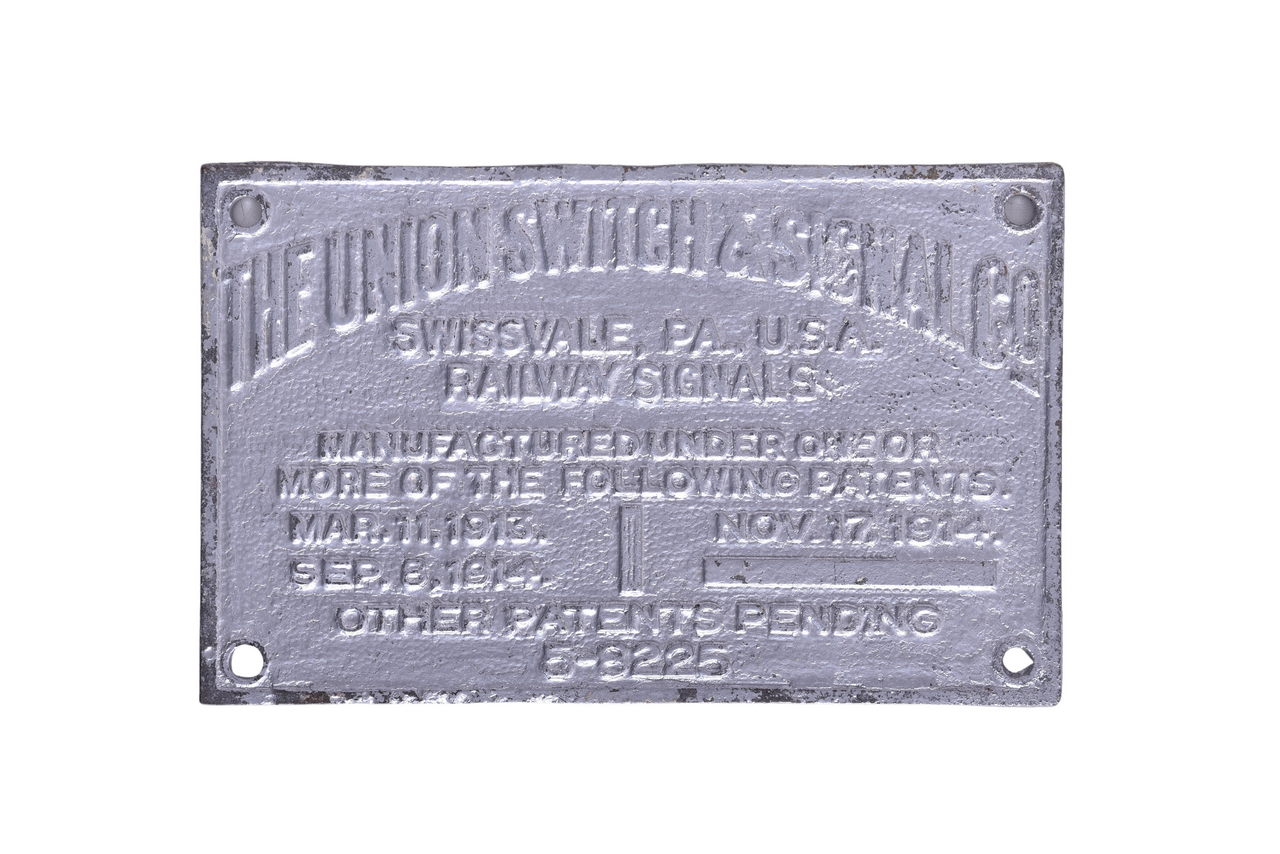 THE UNION SWITCH & SIGNAL CO.
SWISSVALE, PA., U.S.A.
RAILWAY SIGNALS
MANUFACTURED UNDER ONE OR
MORE OF THE FOLLOWING PATENTS.
MAR. 11, 1913. NOV. 17, 1914.
SEP. 8, 1914.
OTHER PATENTS PENDING
5-8225